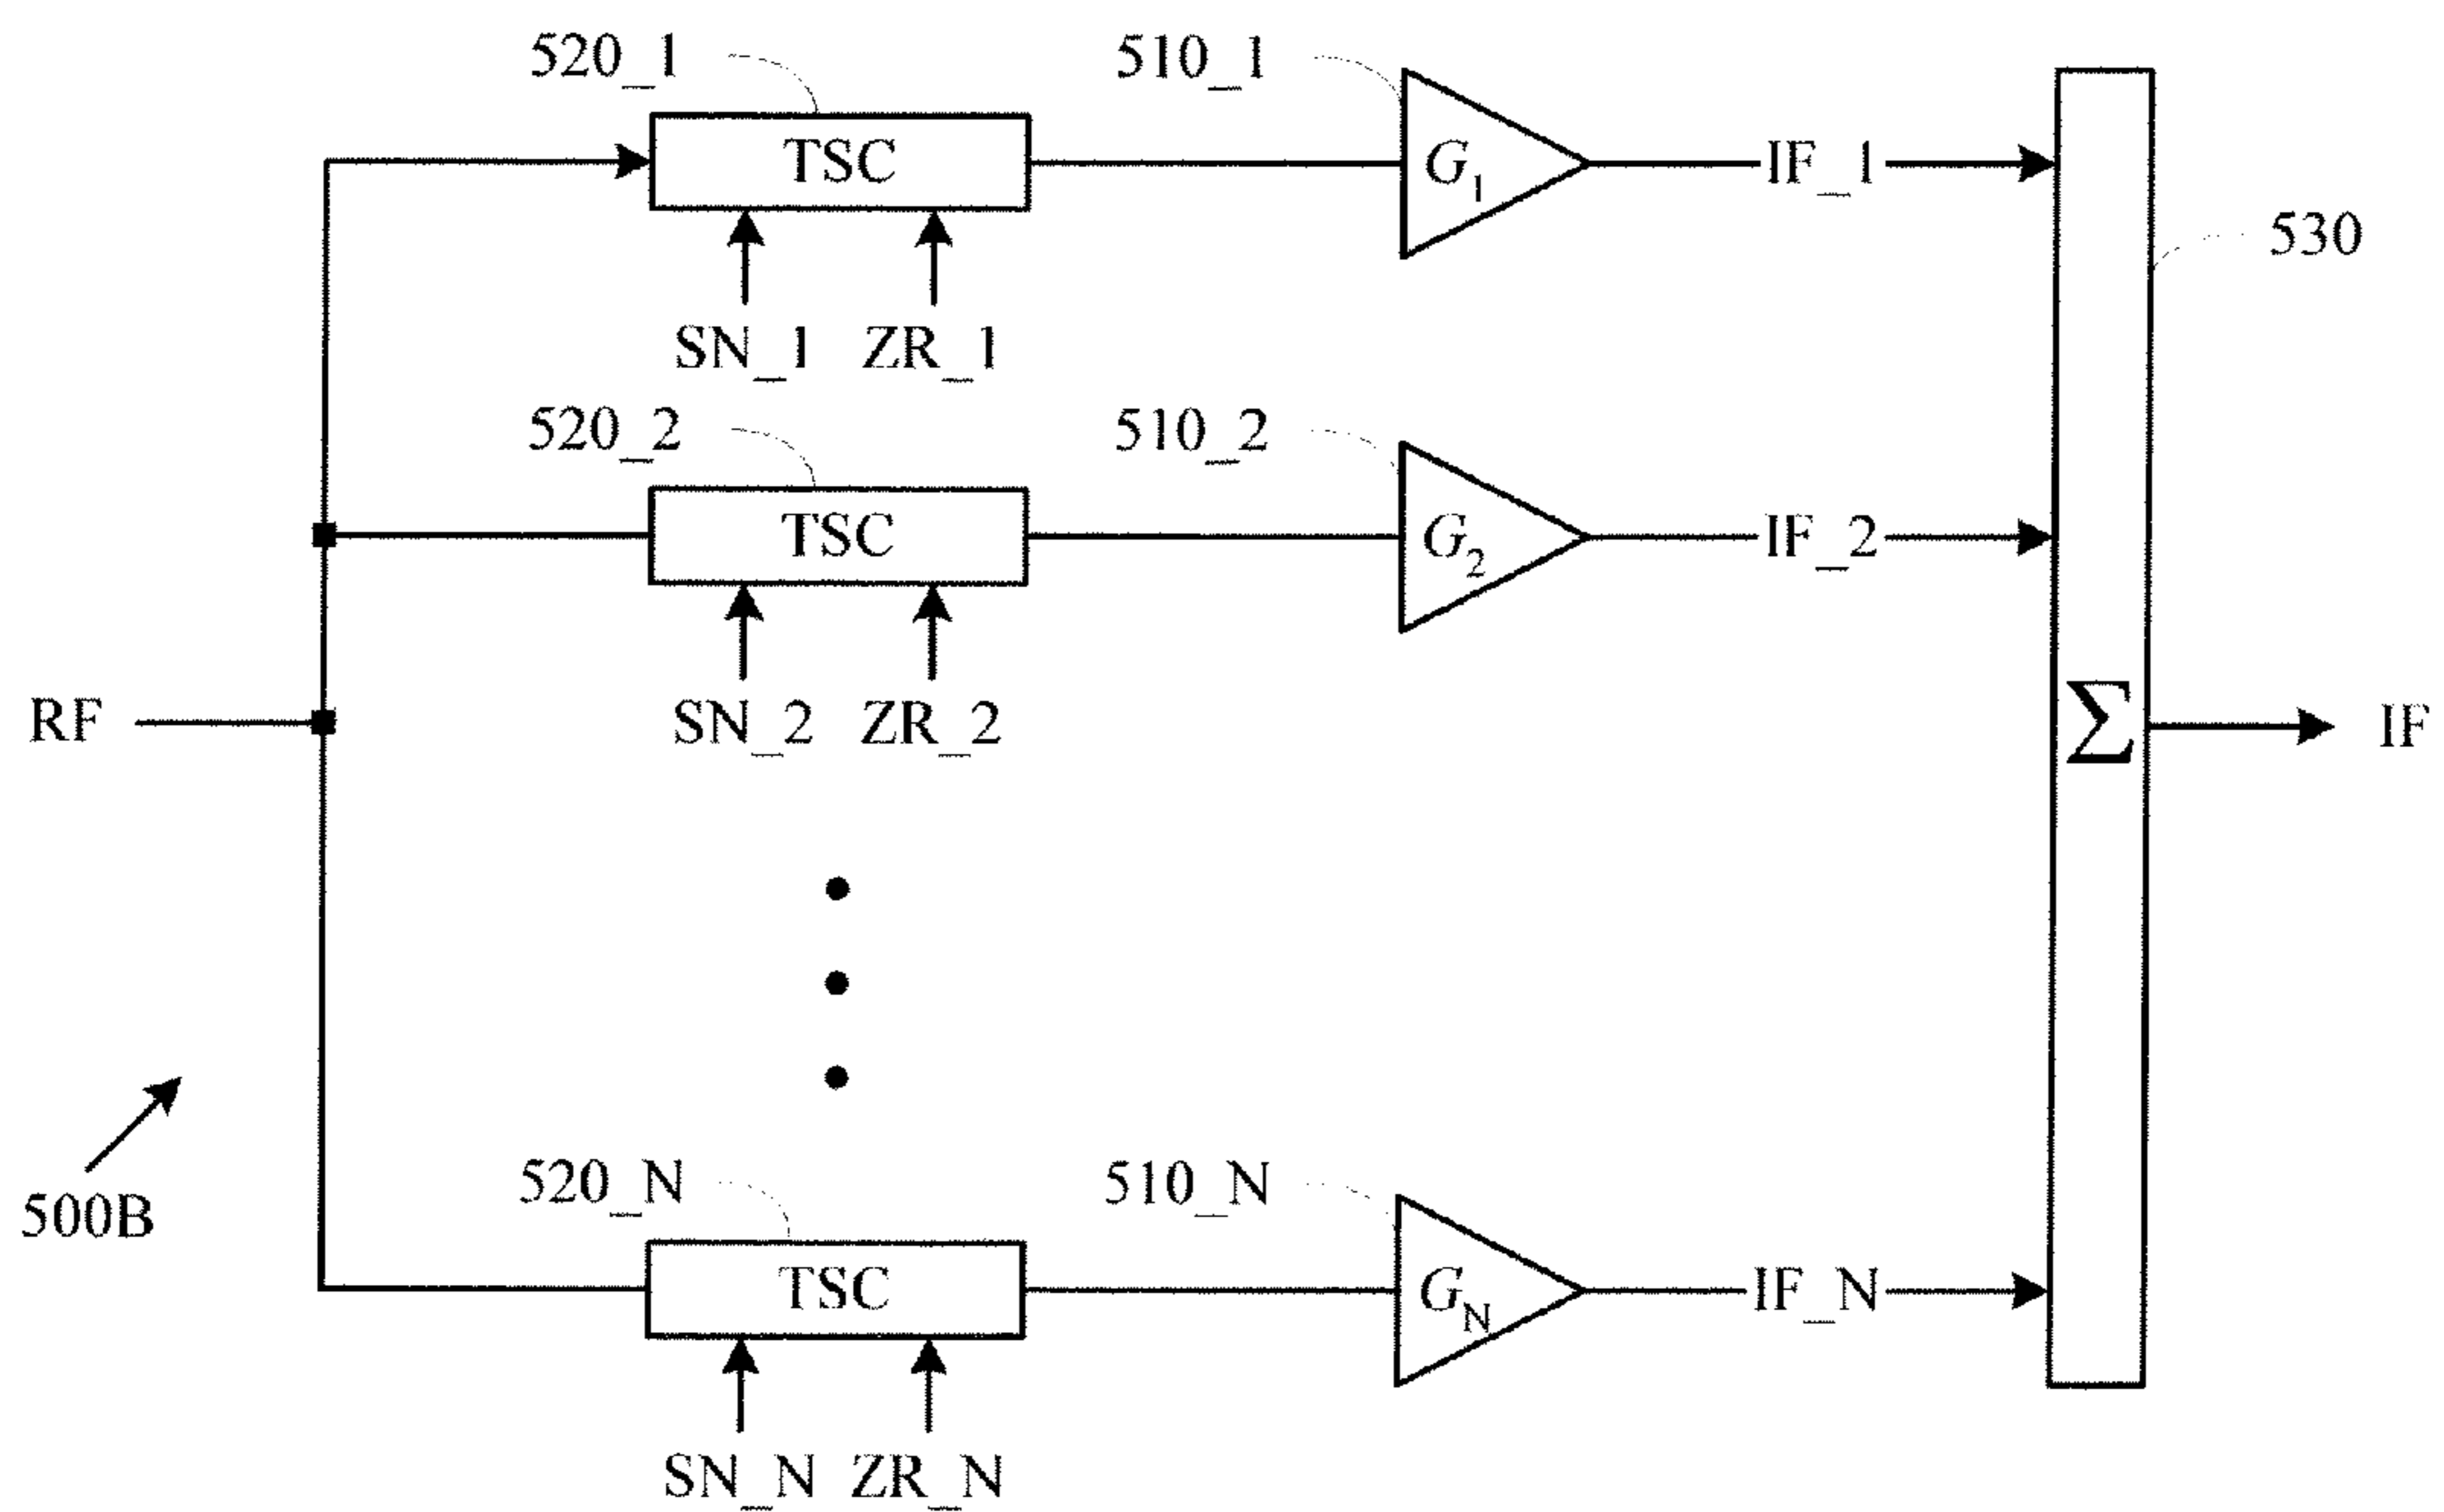 520_1
510_1
TSC
G1
IF_1
530
SN_1
ZR_1
520_2
510_2
TSC
G2
IF_2
SN_2
ZR_2
RF
Σ
IF
520_N
510_N
500B
TSC
GN
IF_N
SN_N
ZR_N